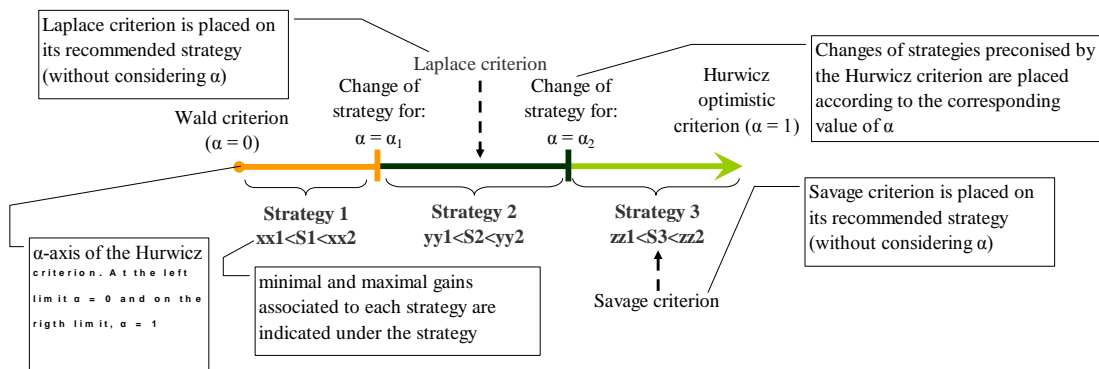 Laplace criterion is placed on
its recommended strategy
(without considering α)
Laplace criterion
Changes of strategies preconised by
the Hurwicz criterion are placed
according to the corresponding
value of α
Wald criterion
(α = 0)
Change of
strategy for:
α = α1
Change of
strategy for:
α = α2
Hurwicz
optimistic
criterion (α = 1)
Strategy 1
xx1<S1<xx2
Strategy 2
yy1<S2<yy2
Strategy 3
zz1<S3<zz2
Savage criterion is placed on
its recommended strategy
(without considering α)
α-axis of the Hurwicz
criterion. At the left
limit α = 0 and on the
rigth limit, α = 1
minimal and maximal gains
associated to each strategy are
indicated under the strategy
Savage criterion